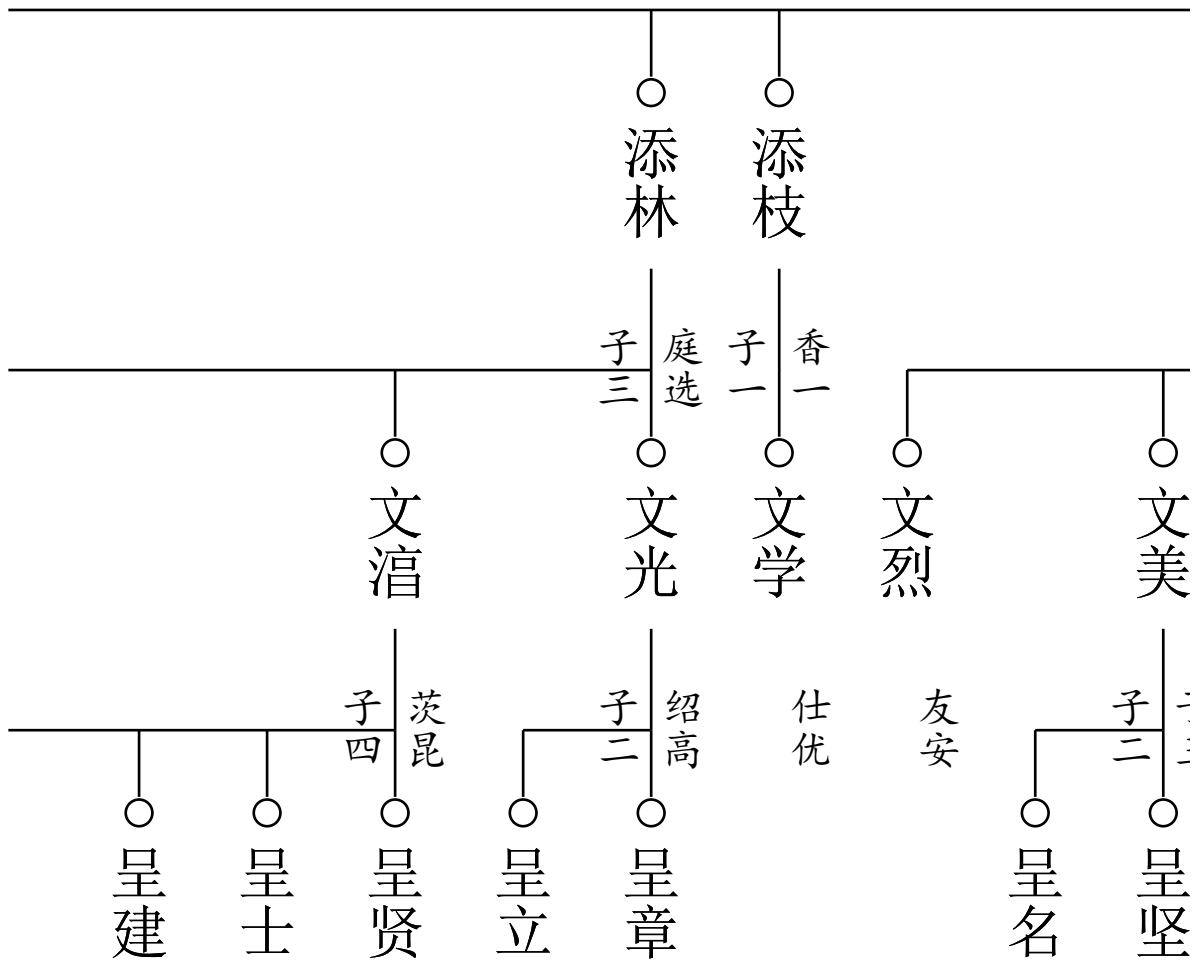 添枝
添林
香一
子一
庭选
子三
文美
文烈
文学
文光
文湻
子二
友安
仕优
绍高
子二
茨昆
子四
呈坚
呈名
呈章
呈立
呈贤
呈士
呈建